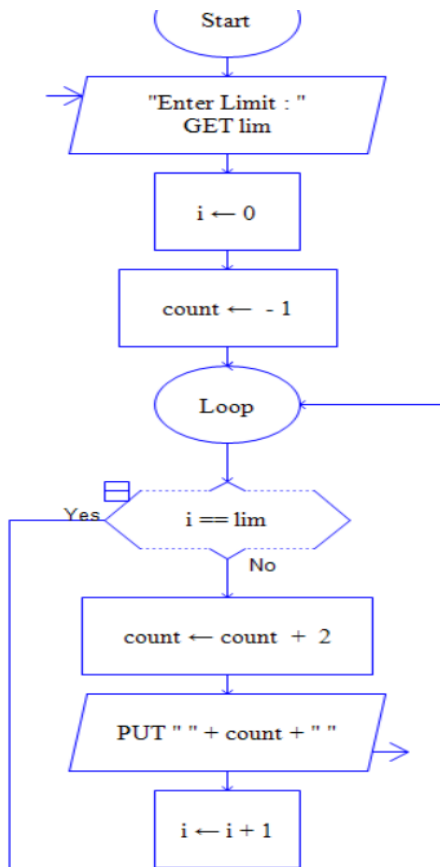 Start
"Enter Limit : "
GET lim
i ← 0
count ← - 1
Loop
Yes
i == lim
No
count ← count + 2
PUT " " + count + " "
i ← i + 1